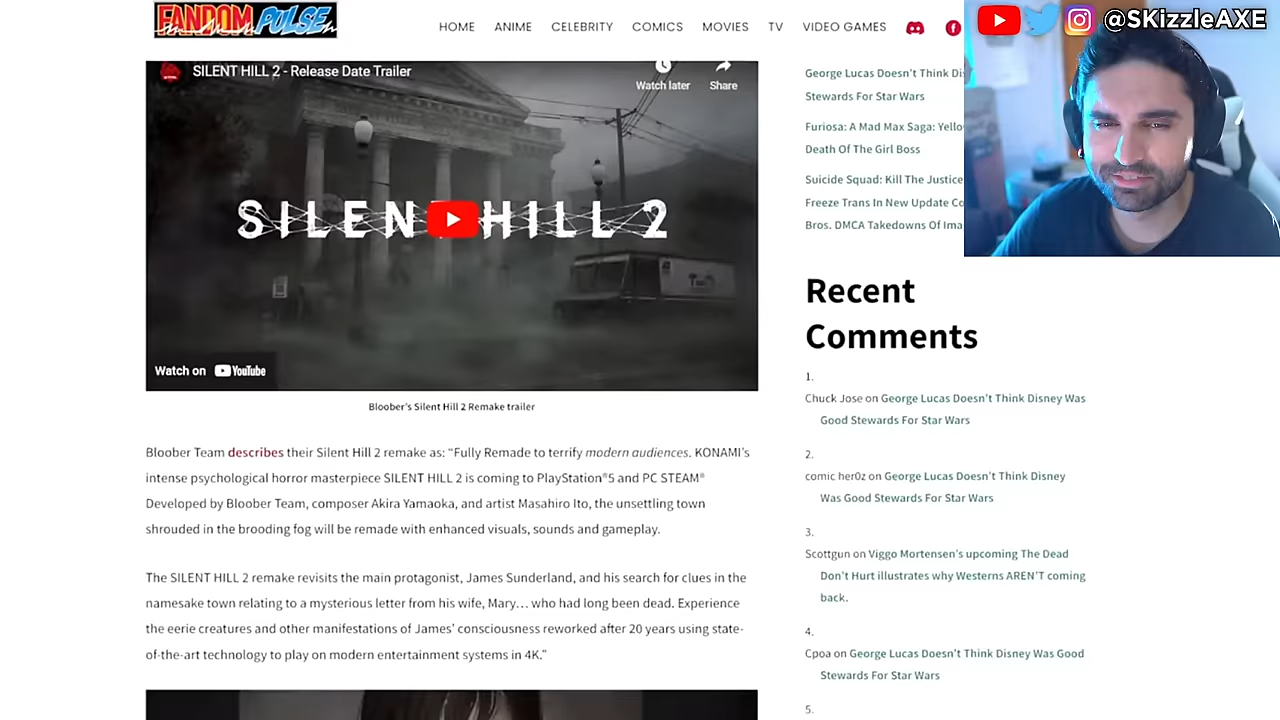 FANDOM PULSE
HOME ANIME CELEBRITY COMICS MOVIES TV VIDEO GAMES
@SKizzleAXE
SILENT HILL 2 - Release Date Trailer
Watch later
Share
SILENT HILL 2
Watch on YouTube
Bloober's Silent Hill 2 Remake trailer
Bloober Team describes their Silent Hill 2 remake as: “Fully Remade to terrify modern audiences. KONAMI’s
intense psychological horror masterpiece SILENT HILL 2 is coming to PlayStation®5 and PC STEAM®
Developed by Bloober Team, composer Akira Yamaoka, and artist Masahiro Ito, the unsettling town
shrouded in the brooding fog will be remade with enhanced visuals, sounds and gameplay.
The SILENT HILL 2 remake revisits the main protagonist, James Sunderland, and his search for clues in the
namesake town relating to a mysterious letter from his wife, Mary… who had long been dead. Experience
the eerie creatures and other manifestations of James’ consciousness reworked after 20 years using state-
of-the-art technology to play on modern entertainment systems in 4K.”
George Lucas Doesn't Think
Stewards For Star Wars
Furiosa: A Mad Max Saga:
Death Of The Girl Boss
Suicide Squad: Kill The Justice
Freeze Trans In New Update
Bros. DMCA Takedowns Of
Recent
Comments
1.
Chuck Jose on George Lucas Doesn't Think Disney Was
Good Stewards For Star Wars
2.
comic her0z on George Lucas Doesn't Think Disney
Was Good Stewards For Star Wars
3.
Scottgun on Viggo Mortensen's upcoming The Dead
Don't Hurt illustrates why Westerns AREN'T coming
back.
4.
Cpoa on George Lucas Doesn't Think Disney Was Good
Stewards For Star Wars
5.